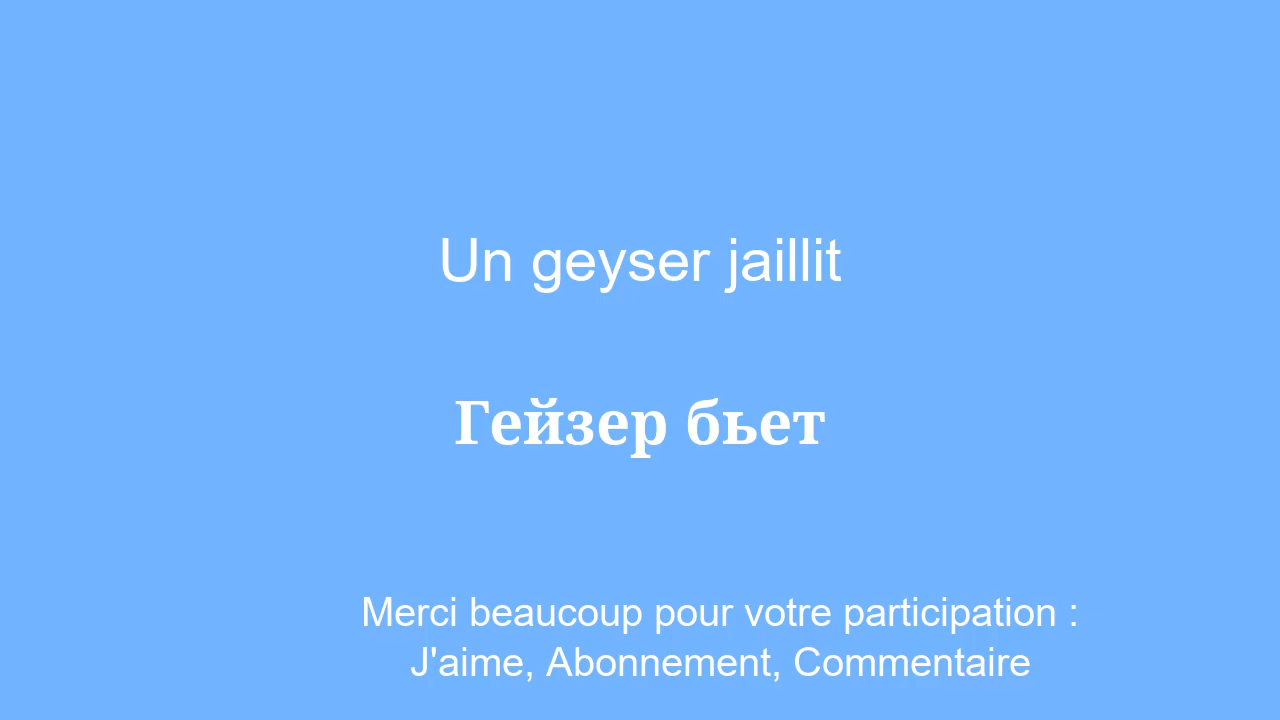 Un geyser jaillit
Гейзер бьет
Merci beaucoup pour votre participation :
J'aime, Abonnement, Commentaire